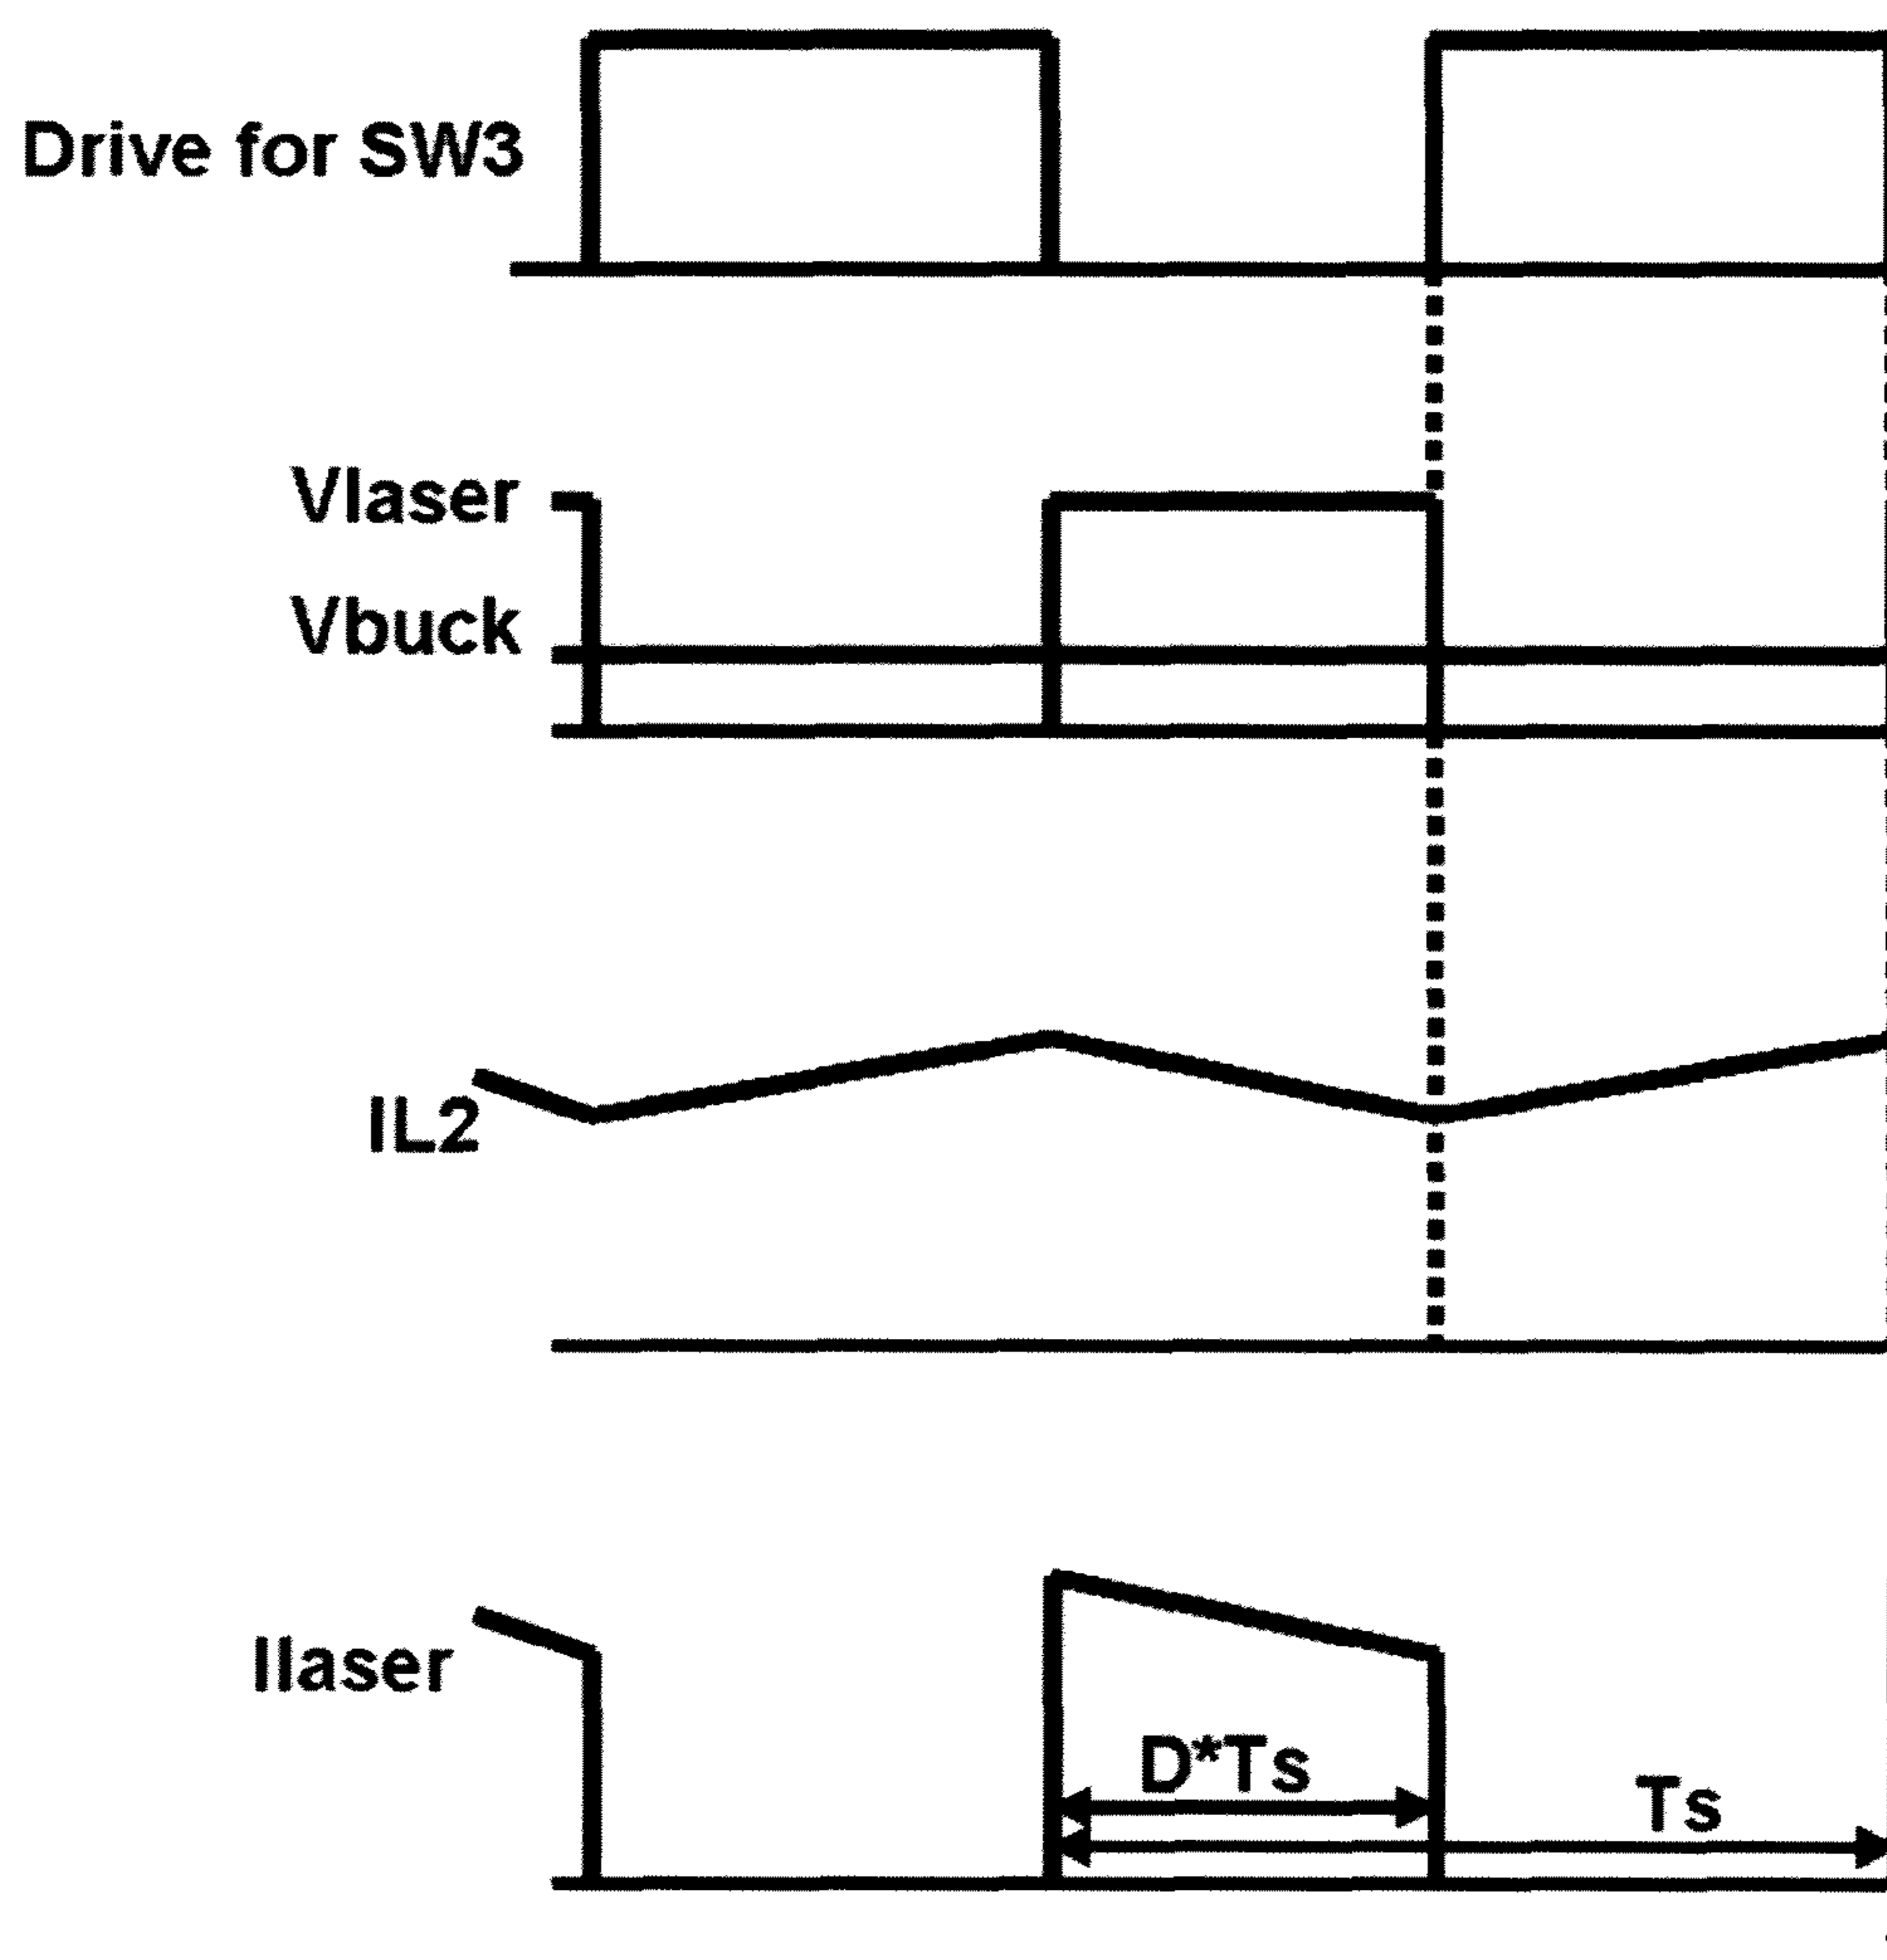 Drive for SW3
Vlaser
Vbuck
IL2
Ilaser
D*Ts
Ts